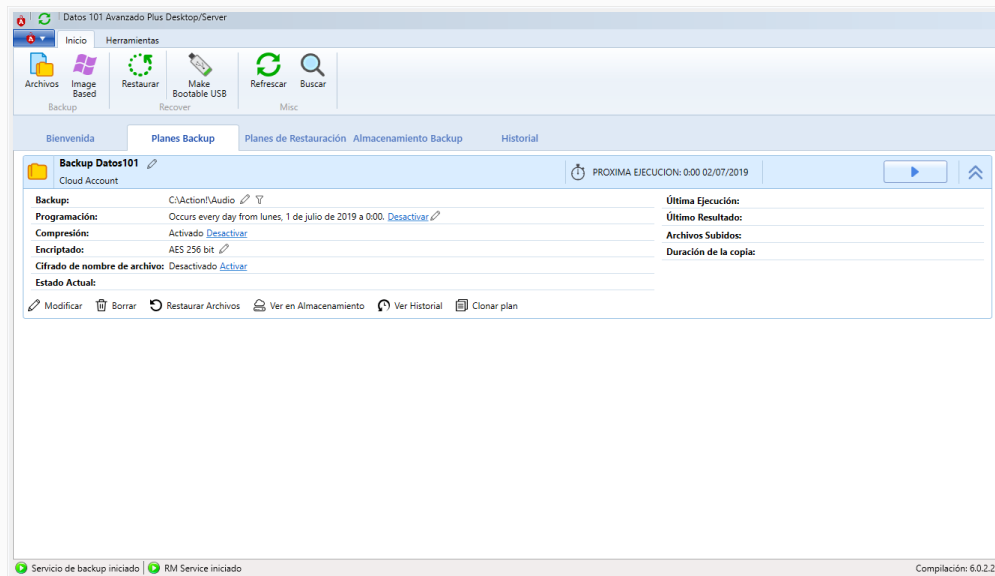 Datos 101 Avanzado Plus Desktop/Server
Inicio Herramientas
Archivos Image Based Restaurar Make Bootable USB Refrescar Buscar
Backup Recover Misc
Bienvenida Planes Backup Planes de Restauración Almacenamiento Backup Historial
Backup Datos101
Cloud Account
PROXIMA EJECUCION: 0:00 02/07/2019
Backup: C:\Action!\Audio
Programación: Occurs every day from lunes, 1 de julio de 2019 a 0:00. Desactivar
Compresión: Activado Desactivar
Encriptado: AES 256 bit
Cifrado de nombre de archivo: Desactivado Activar
Estado Actual:
Última Ejecución:
Último Resultado:
Archivos Subidos:
Duración de la copia:
Modificar Borrar Restaurar Archivos Ver en Almacenamiento Ver Historial Clonar plan
Servicio de backup iniciado RM Service iniciado Compilación: 6.0.2.2